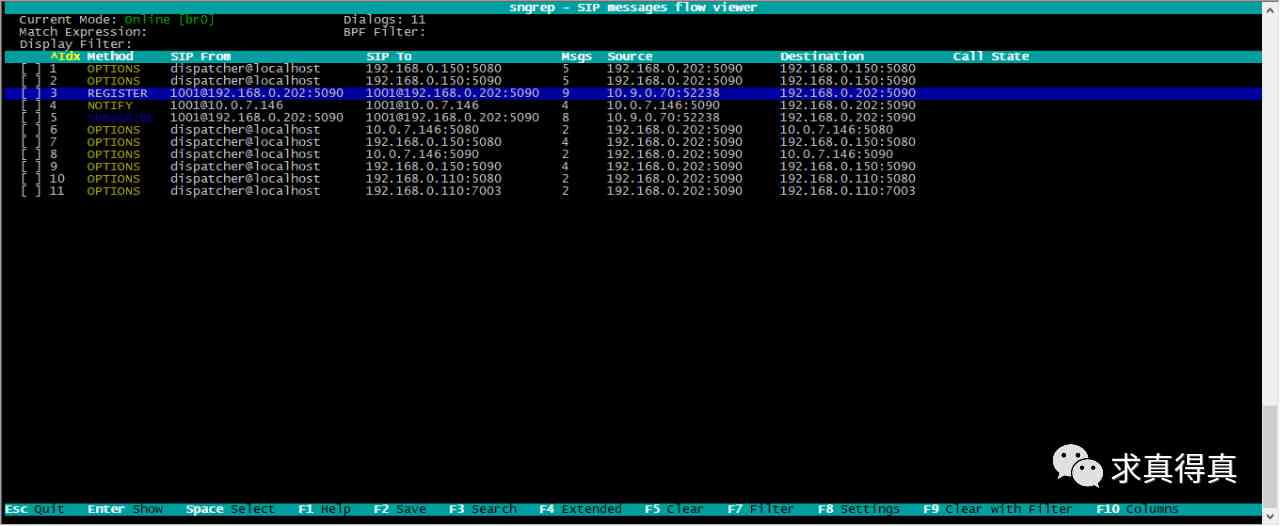 sngrep - SIP messages flow viewer
Current Mode: Online [br0] Dialogs: 11
Match Expression: BPF Filter:
Display Filter:
^Idx Method SIP From SIP To Msgs Source Destination Call State
[ ] 1 OPTIONS dispatcher@localhost 192.168.0.150:5080 5 192.168.0.202:5090 192.168.0.150:5080
[ ] 2 OPTIONS dispatcher@localhost 192.168.0.150:5090 5 192.168.0.202:5090 192.168.0.150:5090
[ ] 3 REGISTER 1001@192.168.0.202:5090 1001@192.168.0.202:5090 9 10.9.0.70:52238 192.168.0.202:5090
[ ] 4 NOTIFY 1001@10.0.7.146 1001@10.0.7.146 4 10.0.7.146:5090 192.168.0.202:5090
[ ] 5 SUBSCRIBE 1001@192.168.0.202:5090 1001@192.168.0.202:5090 8 10.9.0.70:52238 192.168.0.202:5090
[ ] 6 OPTIONS dispatcher@localhost 10.0.7.146:5080 2 192.168.0.202:5090 10.0.7.146:5080
[ ] 7 OPTIONS dispatcher@localhost 192.168.0.150:5080 4 192.168.0.202:5090 192.168.0.150:5080
[ ] 8 OPTIONS dispatcher@localhost 10.0.7.146:5090 2 192.168.0.202:5090 10.0.7.146:5090
[ ] 9 OPTIONS dispatcher@localhost 192.168.0.150:5090 4 192.168.0.202:5090 192.168.0.150:5090
[ ] 10 OPTIONS dispatcher@localhost 192.168.0.110:5080 2 192.168.0.202:5090 192.168.0.110:5080
[ ] 11 OPTIONS dispatcher@localhost 192.168.0.110:7003 2 192.168.0.202:5090 192.168.0.110:7003
求真得真
Esc Quit Enter Show Space Select F1 Help F2 Save F3 Search F4 Extended F5 Clear F7 Filter F8 Settings F9 Clear with Filter F10 Columns